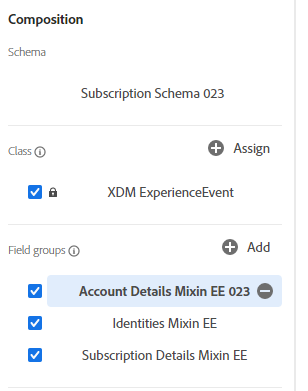 Composition
Schema
Subscription Schema 023
Class
Assign
XDM ExperienceEvent
Field groups
Add
Account Details Mixin EE 023
Identities Mixin EE
Subscription Details Mixin EE